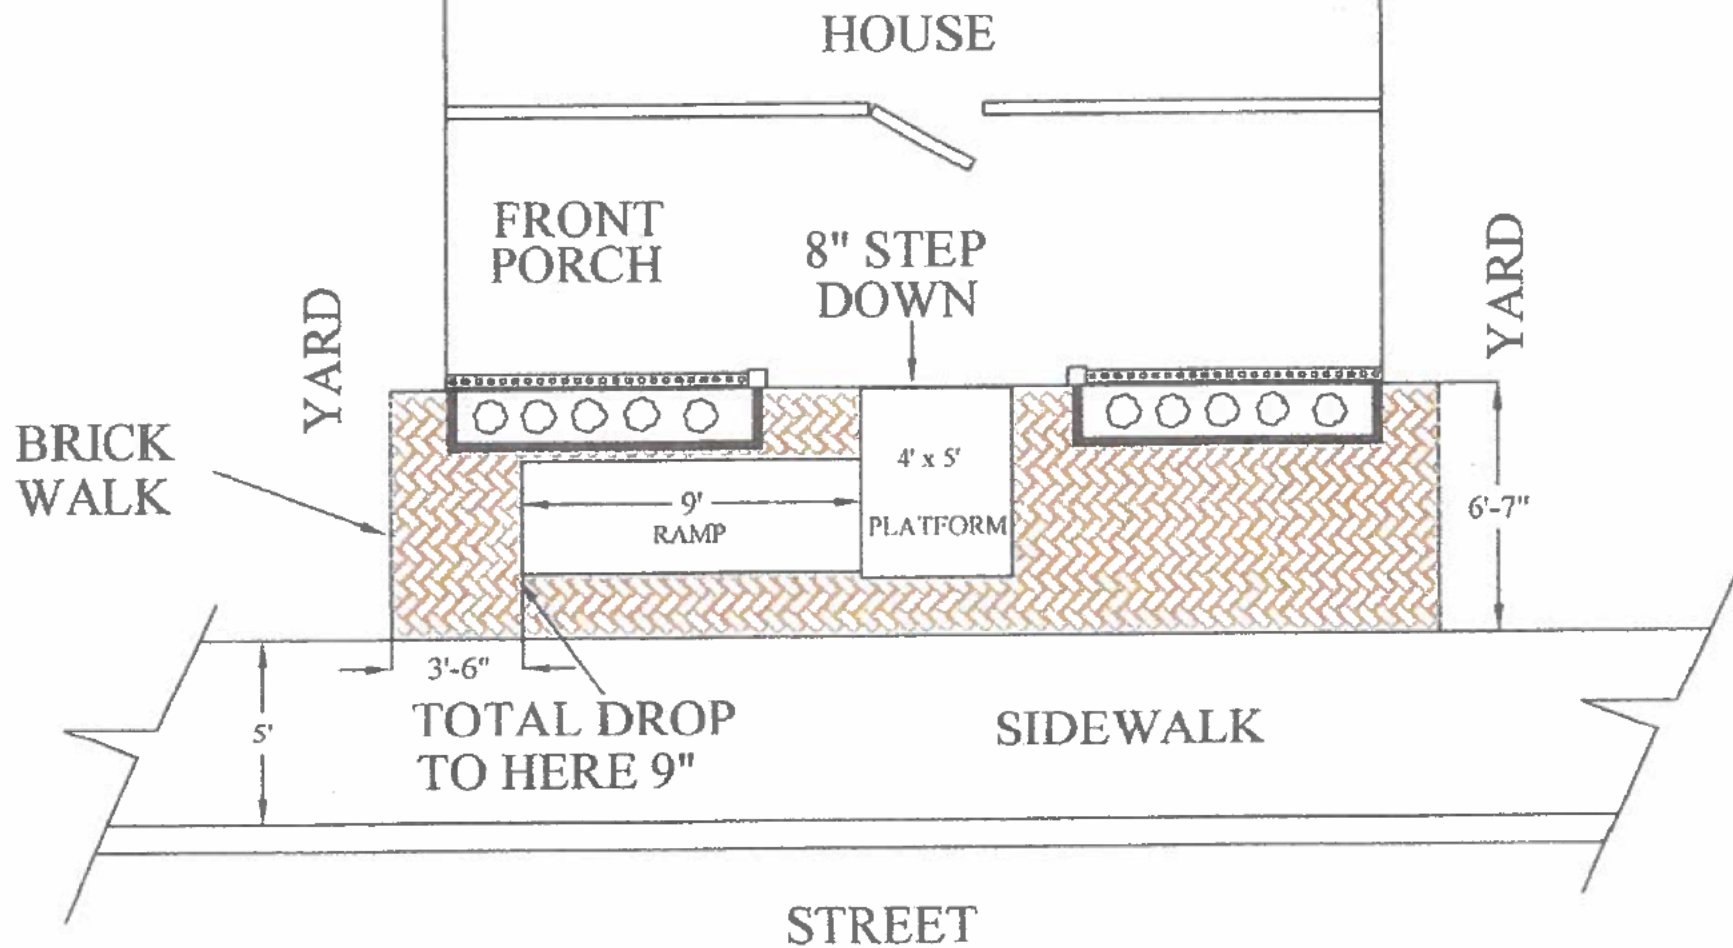 HOUSE
FRONT
PORCH
8" STEP
DOWN
YARD
YARD
BRICK
WALK
4' x 5'
PLATFORM
9'
RAMP
6'-7"
3'-6"
5'
TOTAL DROP
TO HERE 9"
SIDEWALK
STREET